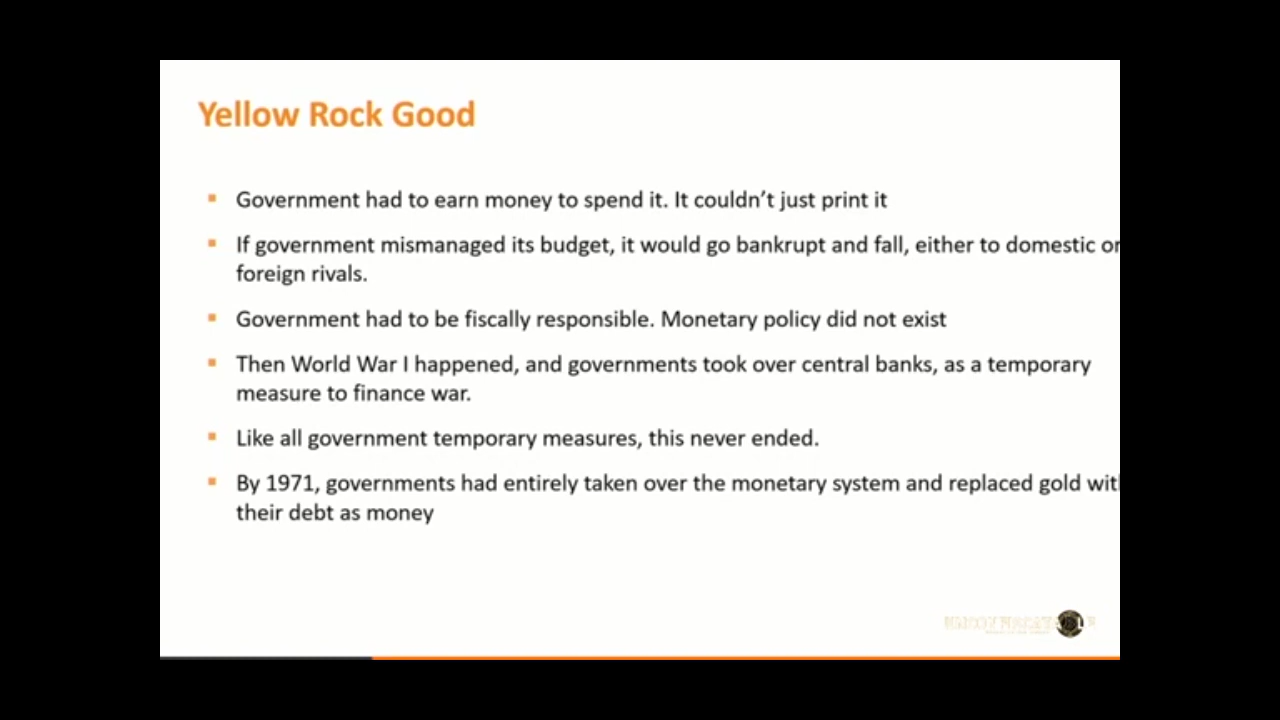 Yellow Rock Good
Government had to earn money to spend it. It couldn’t just print it
If government mismanaged its budget, it would go bankrupt and fall, either to domestic or
foreign rivals.
Government had to be fiscally responsible. Monetary policy did not exist
Then World War I happened, and governments took over central banks, as a temporary
measure to finance war.
Like all government temporary measures, this never ended.
By 1971, governments had entirely taken over the monetary system and replaced gold wit
their debt as money